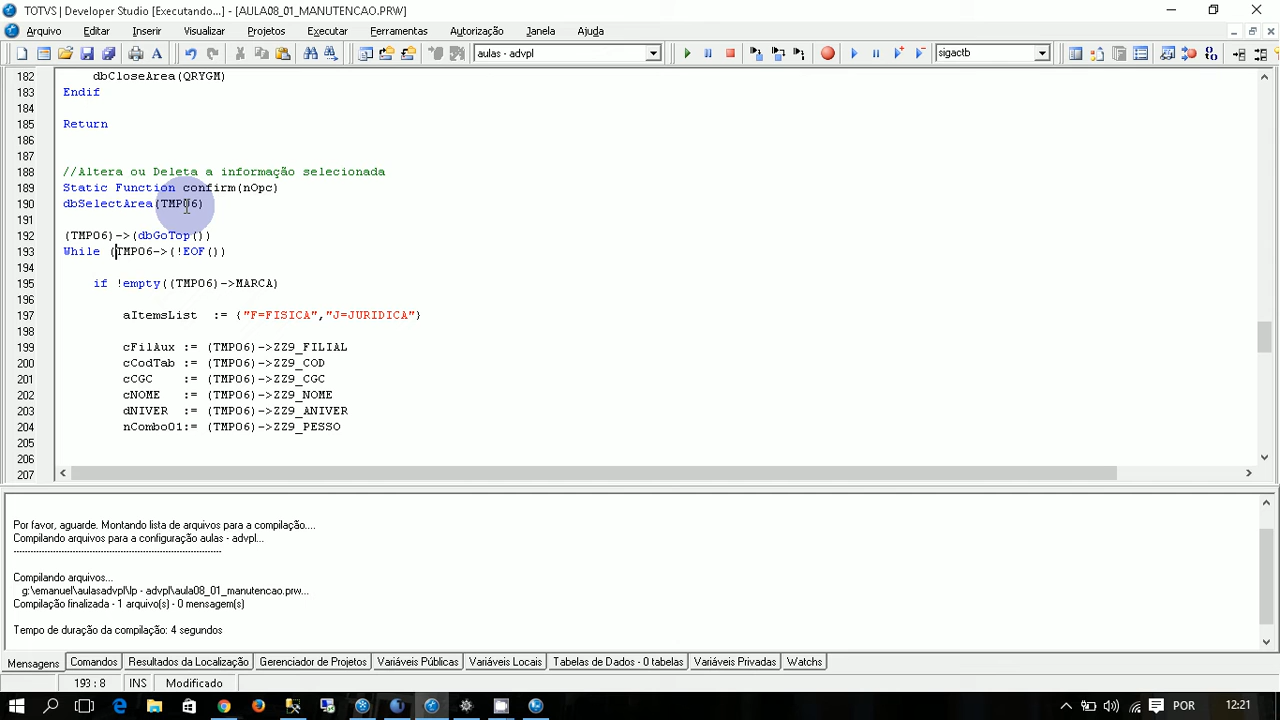 TOTVS | Developer Studio [Executando...] - [AULA08_01_MANUTENCAO.PRW]
Arquivo Editar Inserir Visualizar Projetos Executar Ferramentas Autorização Janela Ajuda
aulas - advpl sigactb
182 dbCloseArea(QRYGM)
183 Endif
184
185 Return
186
187
188 //Altera ou Deleta a informação selecionada
189 Static Function confirm(nOpc)
190 dbSelectArea(TMP06)
191
192 (TMP06)->(dbGoTop())
193 While (TMP06->(!EOF())
194
195 if !empty((TMP06)->MARCA)
196
197 aItemsList := {"F=FISICA","J=JURIDICA"}
198
199 cFilAux := (TMP06)->ZZ9_FILIAL
200 cCodTab := (TMP06)->ZZ9_COD
201 cCGC := (TMP06)->ZZ9_CGC
202 cNOME := (TMP06)->ZZ9_NOME
203 dNIVER := (TMP06)->ZZ9_ANIVER
204 nCombo01:= (TMP06)->ZZ9_PESSO
205
206
207
Por favor, aguarde. Montando lista de arquivos para a compilação....
Compilando arquivos para a configuração aulas - advpl...
----------------------------------------------------------------------
Compilando arquivos...
g:\emanuel\aulasadvpl\lp - advpl\aula08_01_manutencao.prw...
Compilação finalizada - 1 arquivo(s) - 0 mensagem(s)
Tempo de duração da compilação: 4 segundos
Mensagens Comandos Resultados da Localização Gerenciador de Projetos Variáveis Públicas Variáveis Locais Tabelas de Dados - 0 tabelas Variáveis Privadas Watchs
193 : 8 INS Modificado
POR 12:21